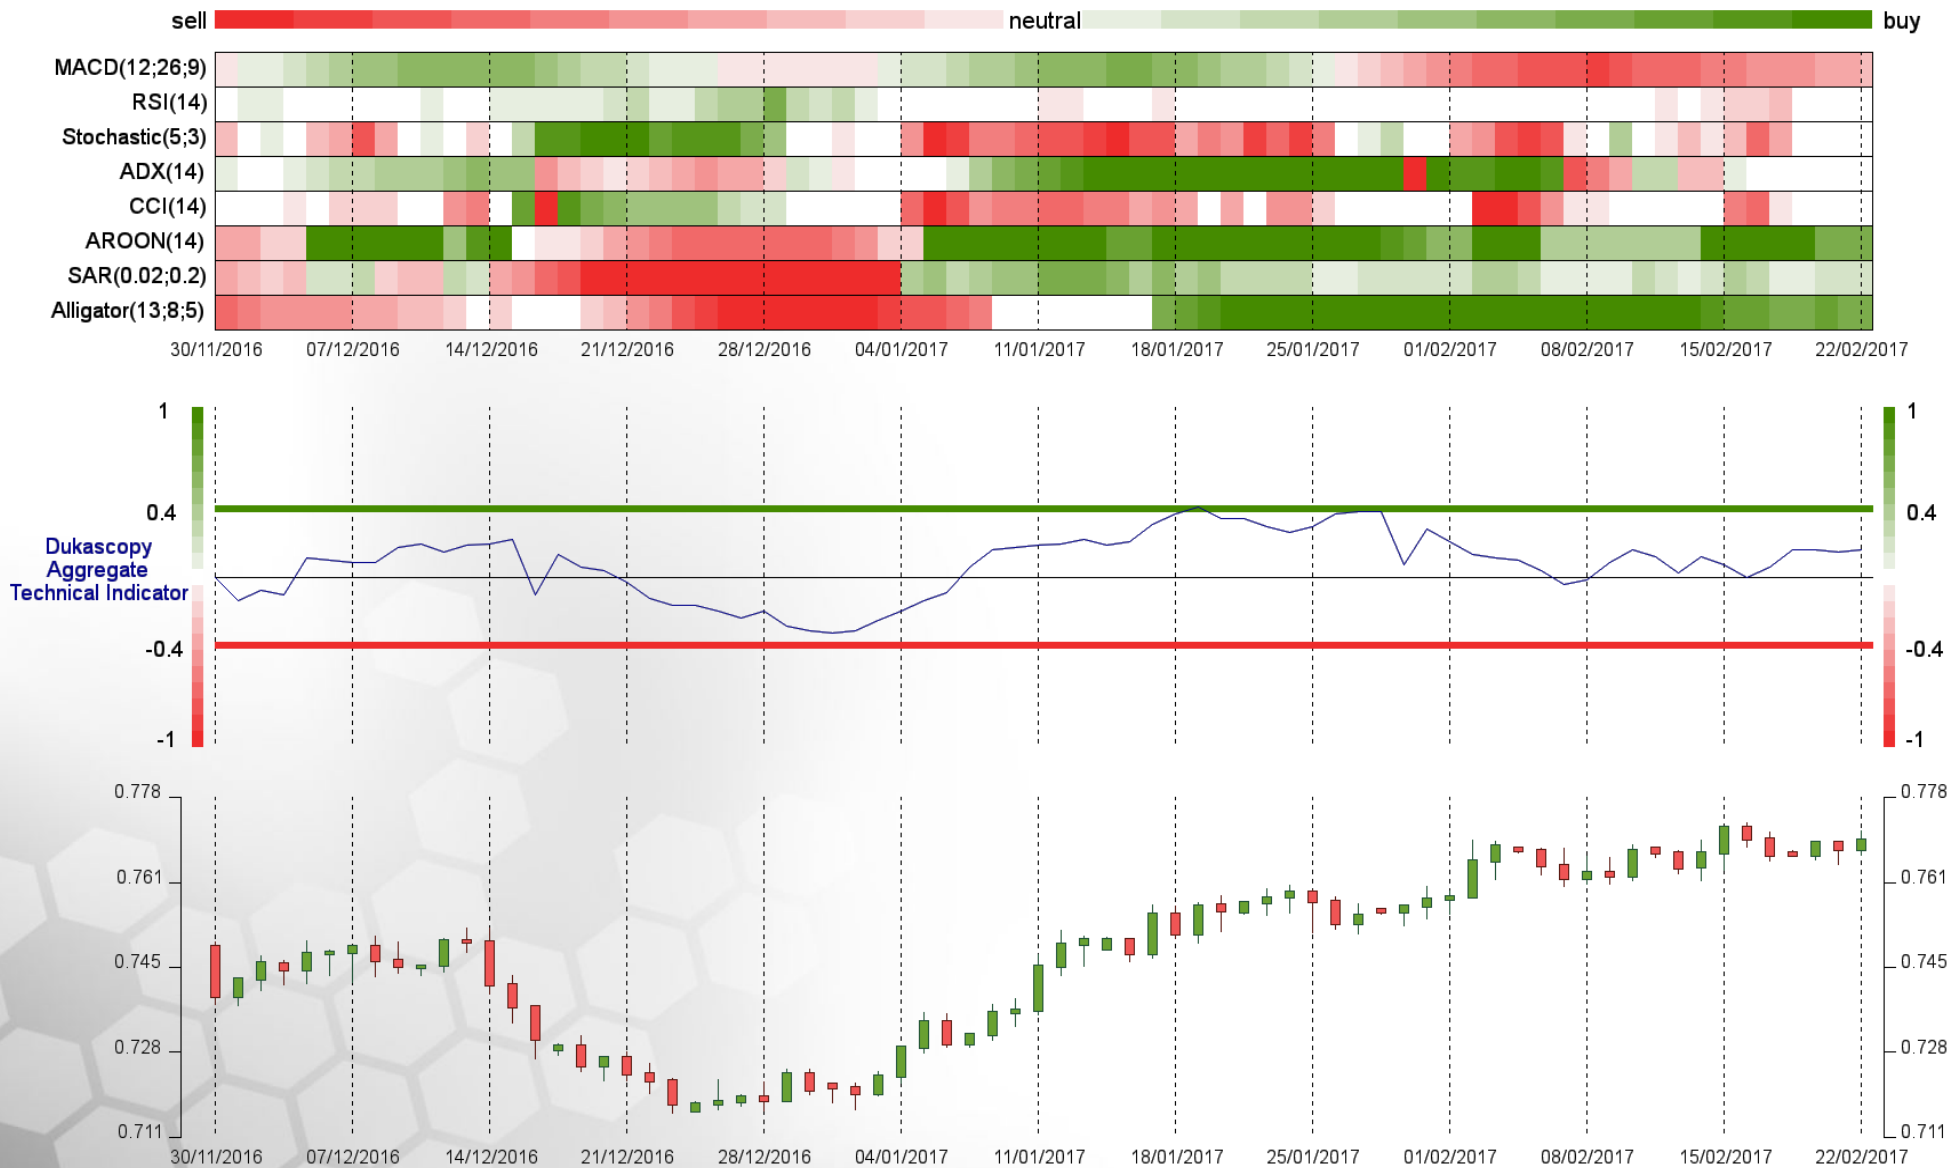 sell neutral buy
MACD(12;26;9)
RSI(14)
Stochastic(5;3)
ADX(14)
CCI(14)
AROON(14)
SAR(0.02;0.2)
Alligator(13;8;5)
30/11/2016 07/12/2016 14/12/2016 21/12/2016 28/12/2016 04/01/2017 11/01/2017 18/01/2017 25/01/2017 01/02/2017 08/02/2017 15/02/2017 22/02/2017
1 1
0.4 0.4
Dukascopy
Aggregate
Technical Indicator
-0.4 -0.4
-1 -1
0.778 0.778
0.761 0.761
0.745 0.745
0.728 0.728
0.711 0.711
30/11/2016 07/12/2016 14/12/2016 21/12/2016 28/12/2016 04/01/2017 11/01/2017 18/01/2017 25/01/2017 01/02/2017 08/02/2017 15/02/2017 22/02/2017